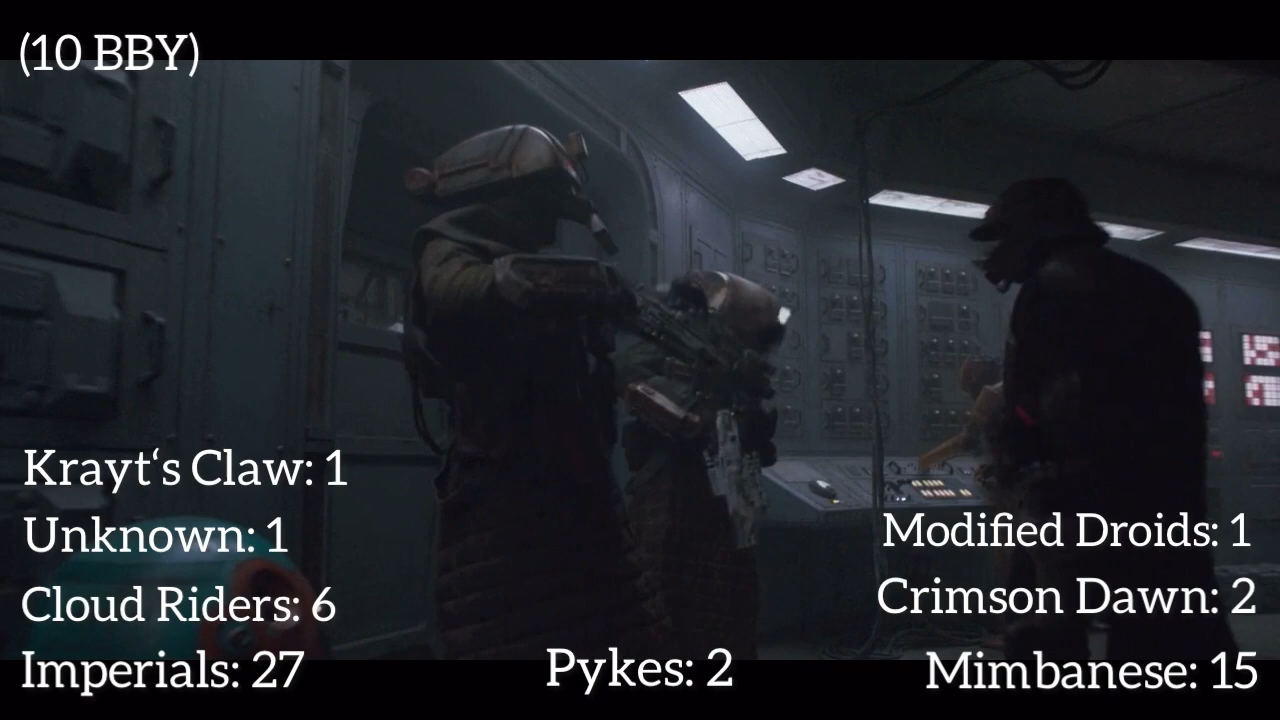 (10 BBY)
Krayt‘s Claw: 1
Unknown: 1
Cloud Riders: 6
Imperials: 27
Pykes: 2
Modified Droids: 1
Crimson Dawn: 2
Mimbanese: 15